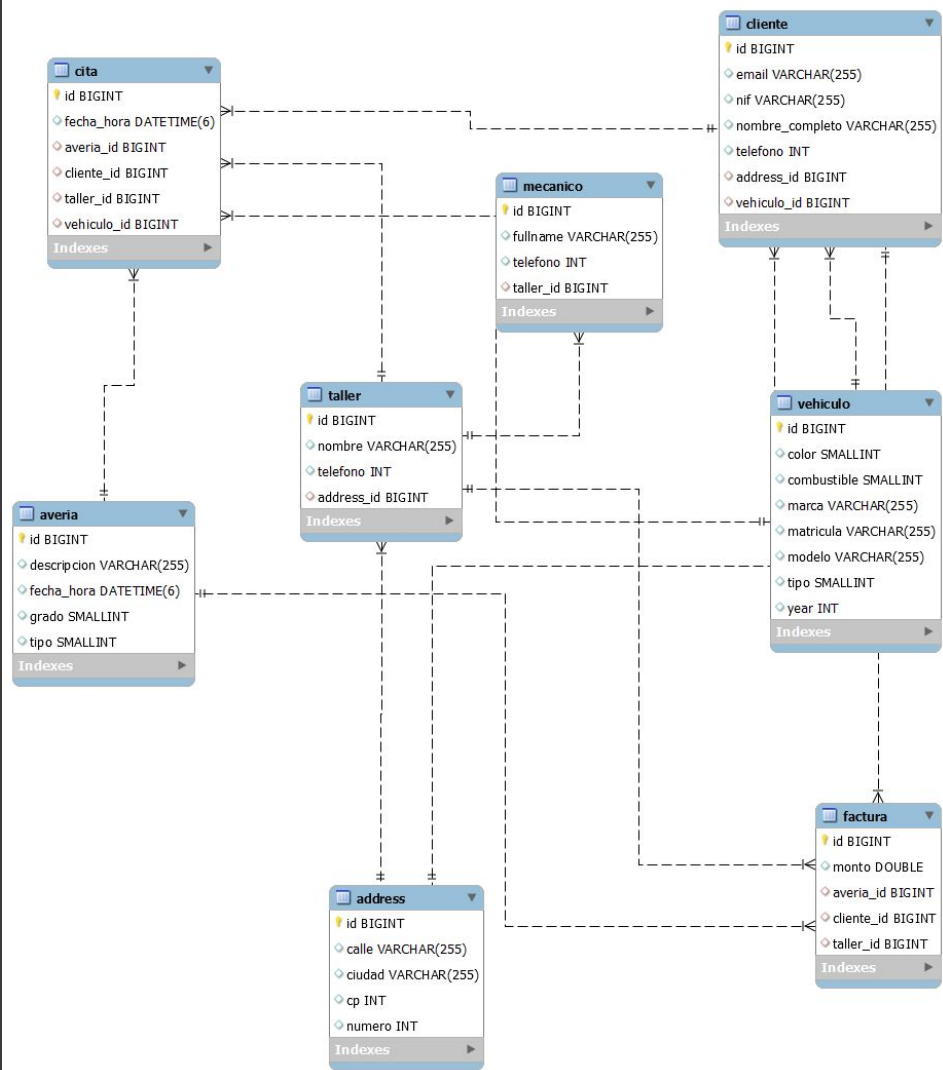 cliente
id BIGINT
email VARCHAR(255)
nif VARCHAR(255)
nombre_completo VARCHAR(255)
telefono INT
address_id BIGINT
vehiculo_id BIGINT
Indexes
cita
id BIGINT
fecha_hora DATETIME(6)
averia_id BIGINT
cliente_id BIGINT
taller_id BIGINT
vehiculo_id BIGINT
Indexes
mecanico
id BIGINT
fullname VARCHAR(255)
telefono INT
taller_id BIGINT
Indexes
taller
id BIGINT
nombre VARCHAR(255)
telefono INT
address_id BIGINT
Indexes
vehiculo
id BIGINT
color SMALLINT
combustible SMALLINT
marca VARCHAR(255)
matricula VARCHAR(255)
modelo VARCHAR(255)
tipo SMALLINT
year INT
Indexes
averia
id BIGINT
descripcion VARCHAR(255)
fecha_hora DATETIME(6)
grado SMALLINT
tipo SMALLINT
Indexes
factura
id BIGINT
monto DOUBLE
averia_id BIGINT
cliente_id BIGINT
taller_id BIGINT
Indexes
address
id BIGINT
calle VARCHAR(255)
ciudad VARCHAR(255)
cp INT
numero INT
Indexes